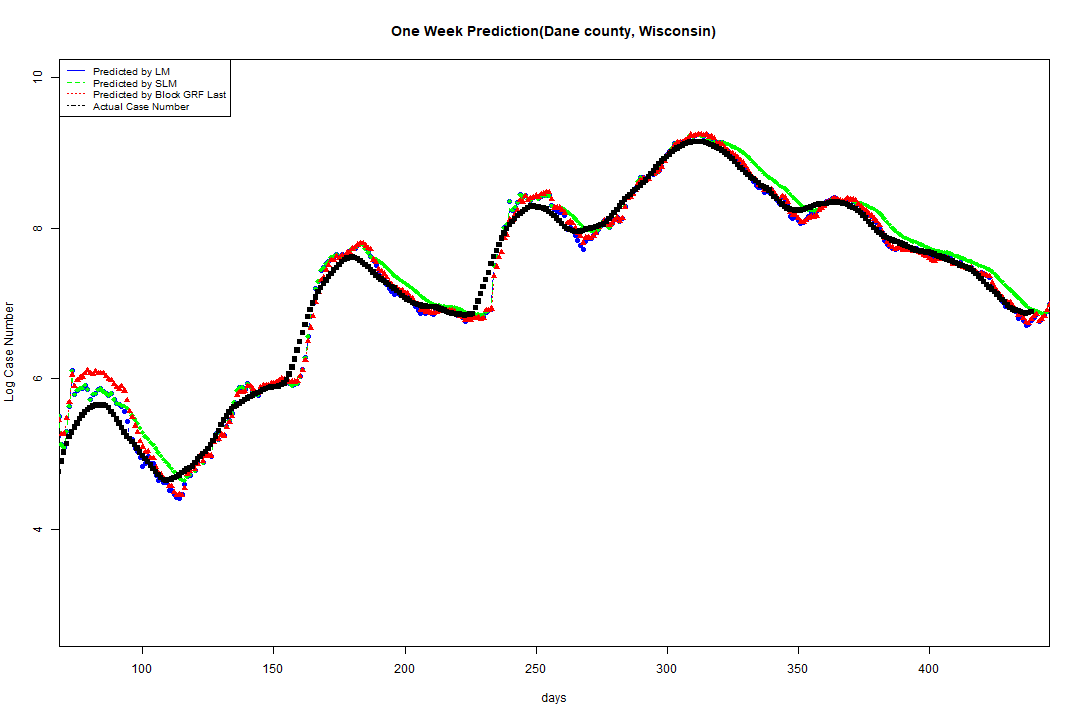 One Week Prediction(Dane county, Wisconsin)
Predicted by LM
Predicted by SLM
Predicted by Block GRF Last
Actual Case Number
10
8
6
4
Log Case Number
100 150 200 250 300 350 400
days